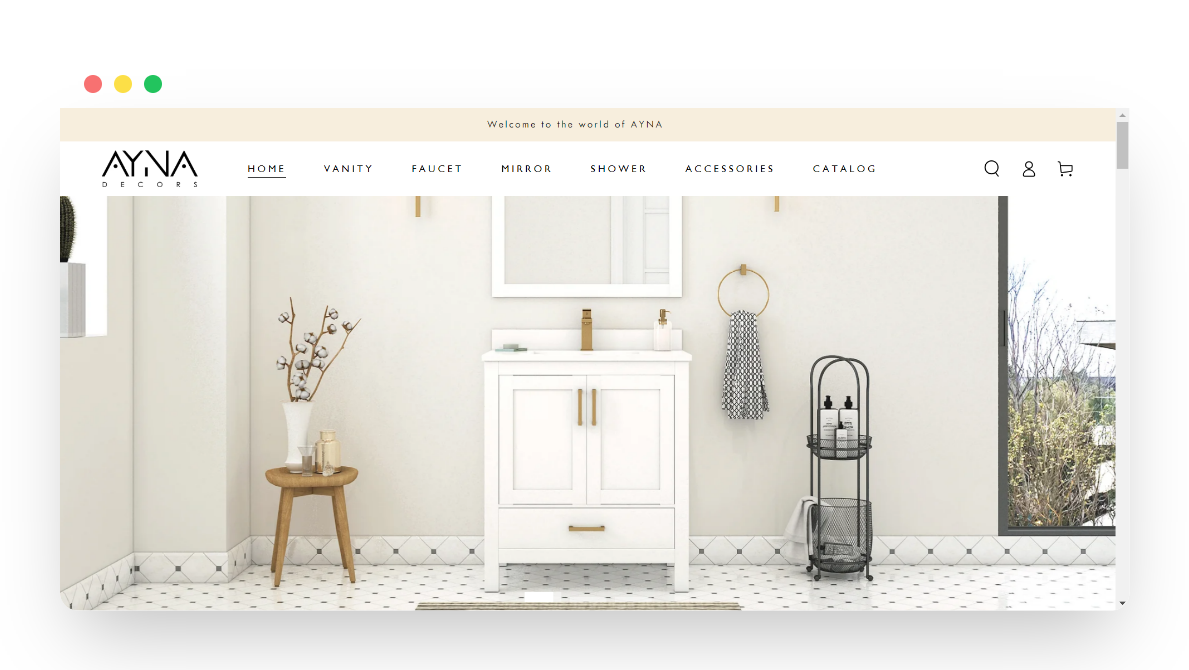 Welcome to the world of AYNA
AYNA
DECORS
HOME VANITY FAUCET MIRROR SHOWER ACCESSORIES CATALOG